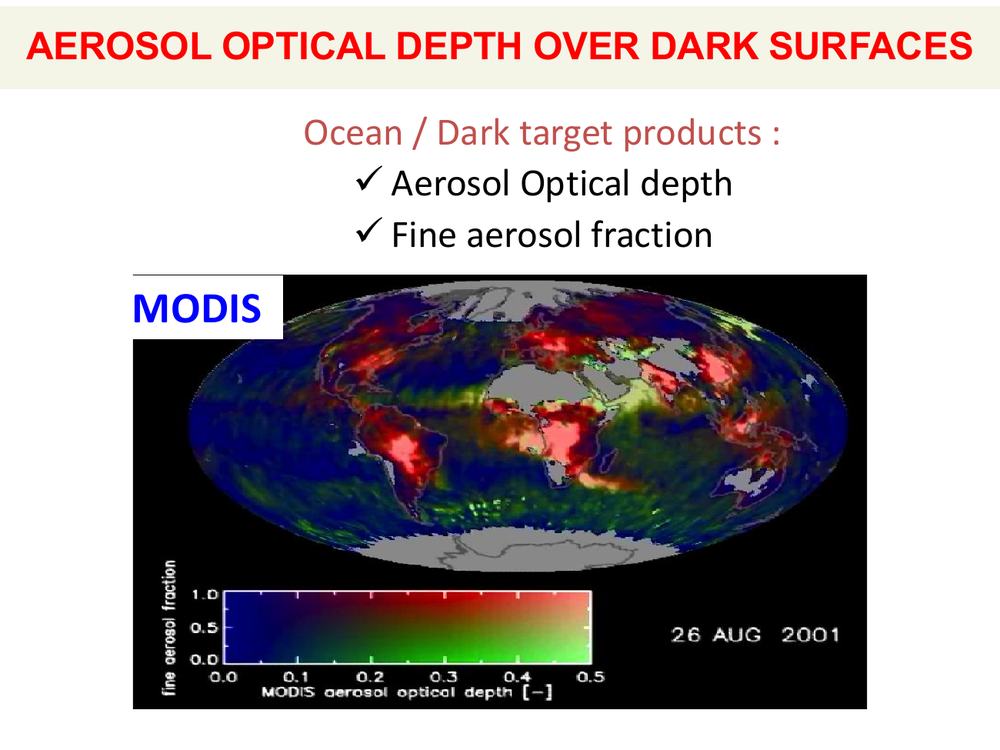 AEROSOL OPTICAL DEPTH OVER DARK SURFACES
Ocean / Dark target products :
✓ Aerosol Optical depth
✓ Fine aerosol fraction
MODIS
fine aerosol fraction
1.0
0.5
0.0
0.0 0.1 0.2 0.3 0.4 0.5
MODIS aerosol optical depth [-]
26 AUG 2001